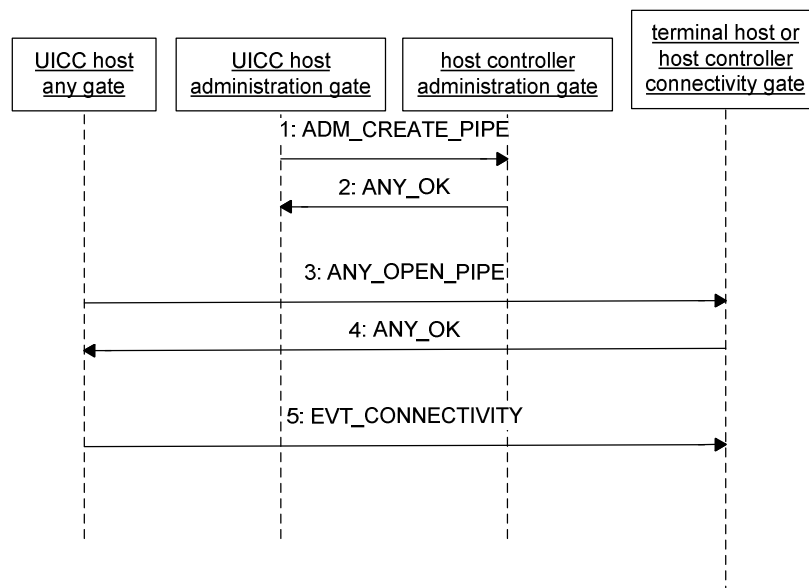 UICC host
any gate
UICC host
administration gate
host controller
administration gate
terminal host or
host controller
connectivity gate
1: ADM_CREATE_PIPE
2: ANY_OK
3: ANY_OPEN_PIPE
4: ANY_OK
5: EVT_CONNECTIVITY